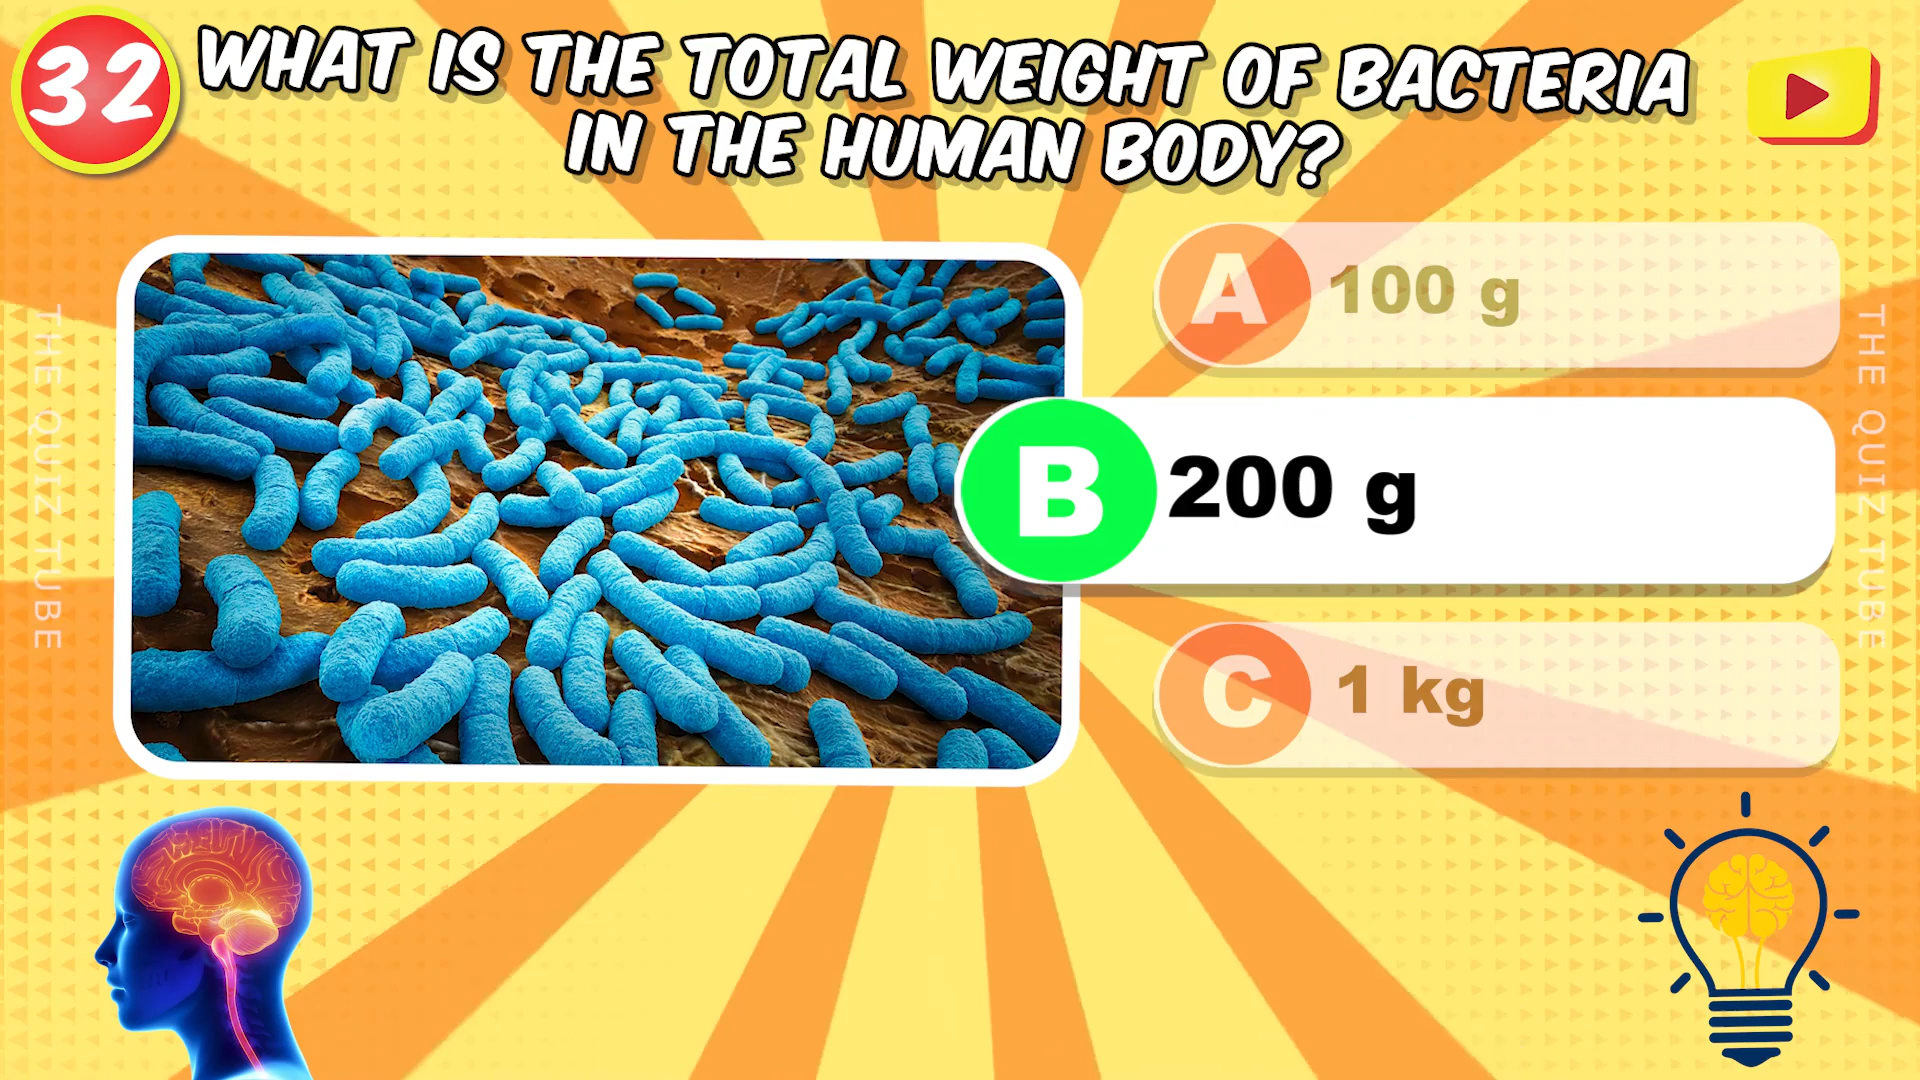 32
WHAT IS THE TOTAL WEIGHT OF BACTERIA
IN THE HUMAN BODY?
A 100 g
B 200 g
C 1 kg
THE QUIZ TUBE
THE QUIZ TUBE